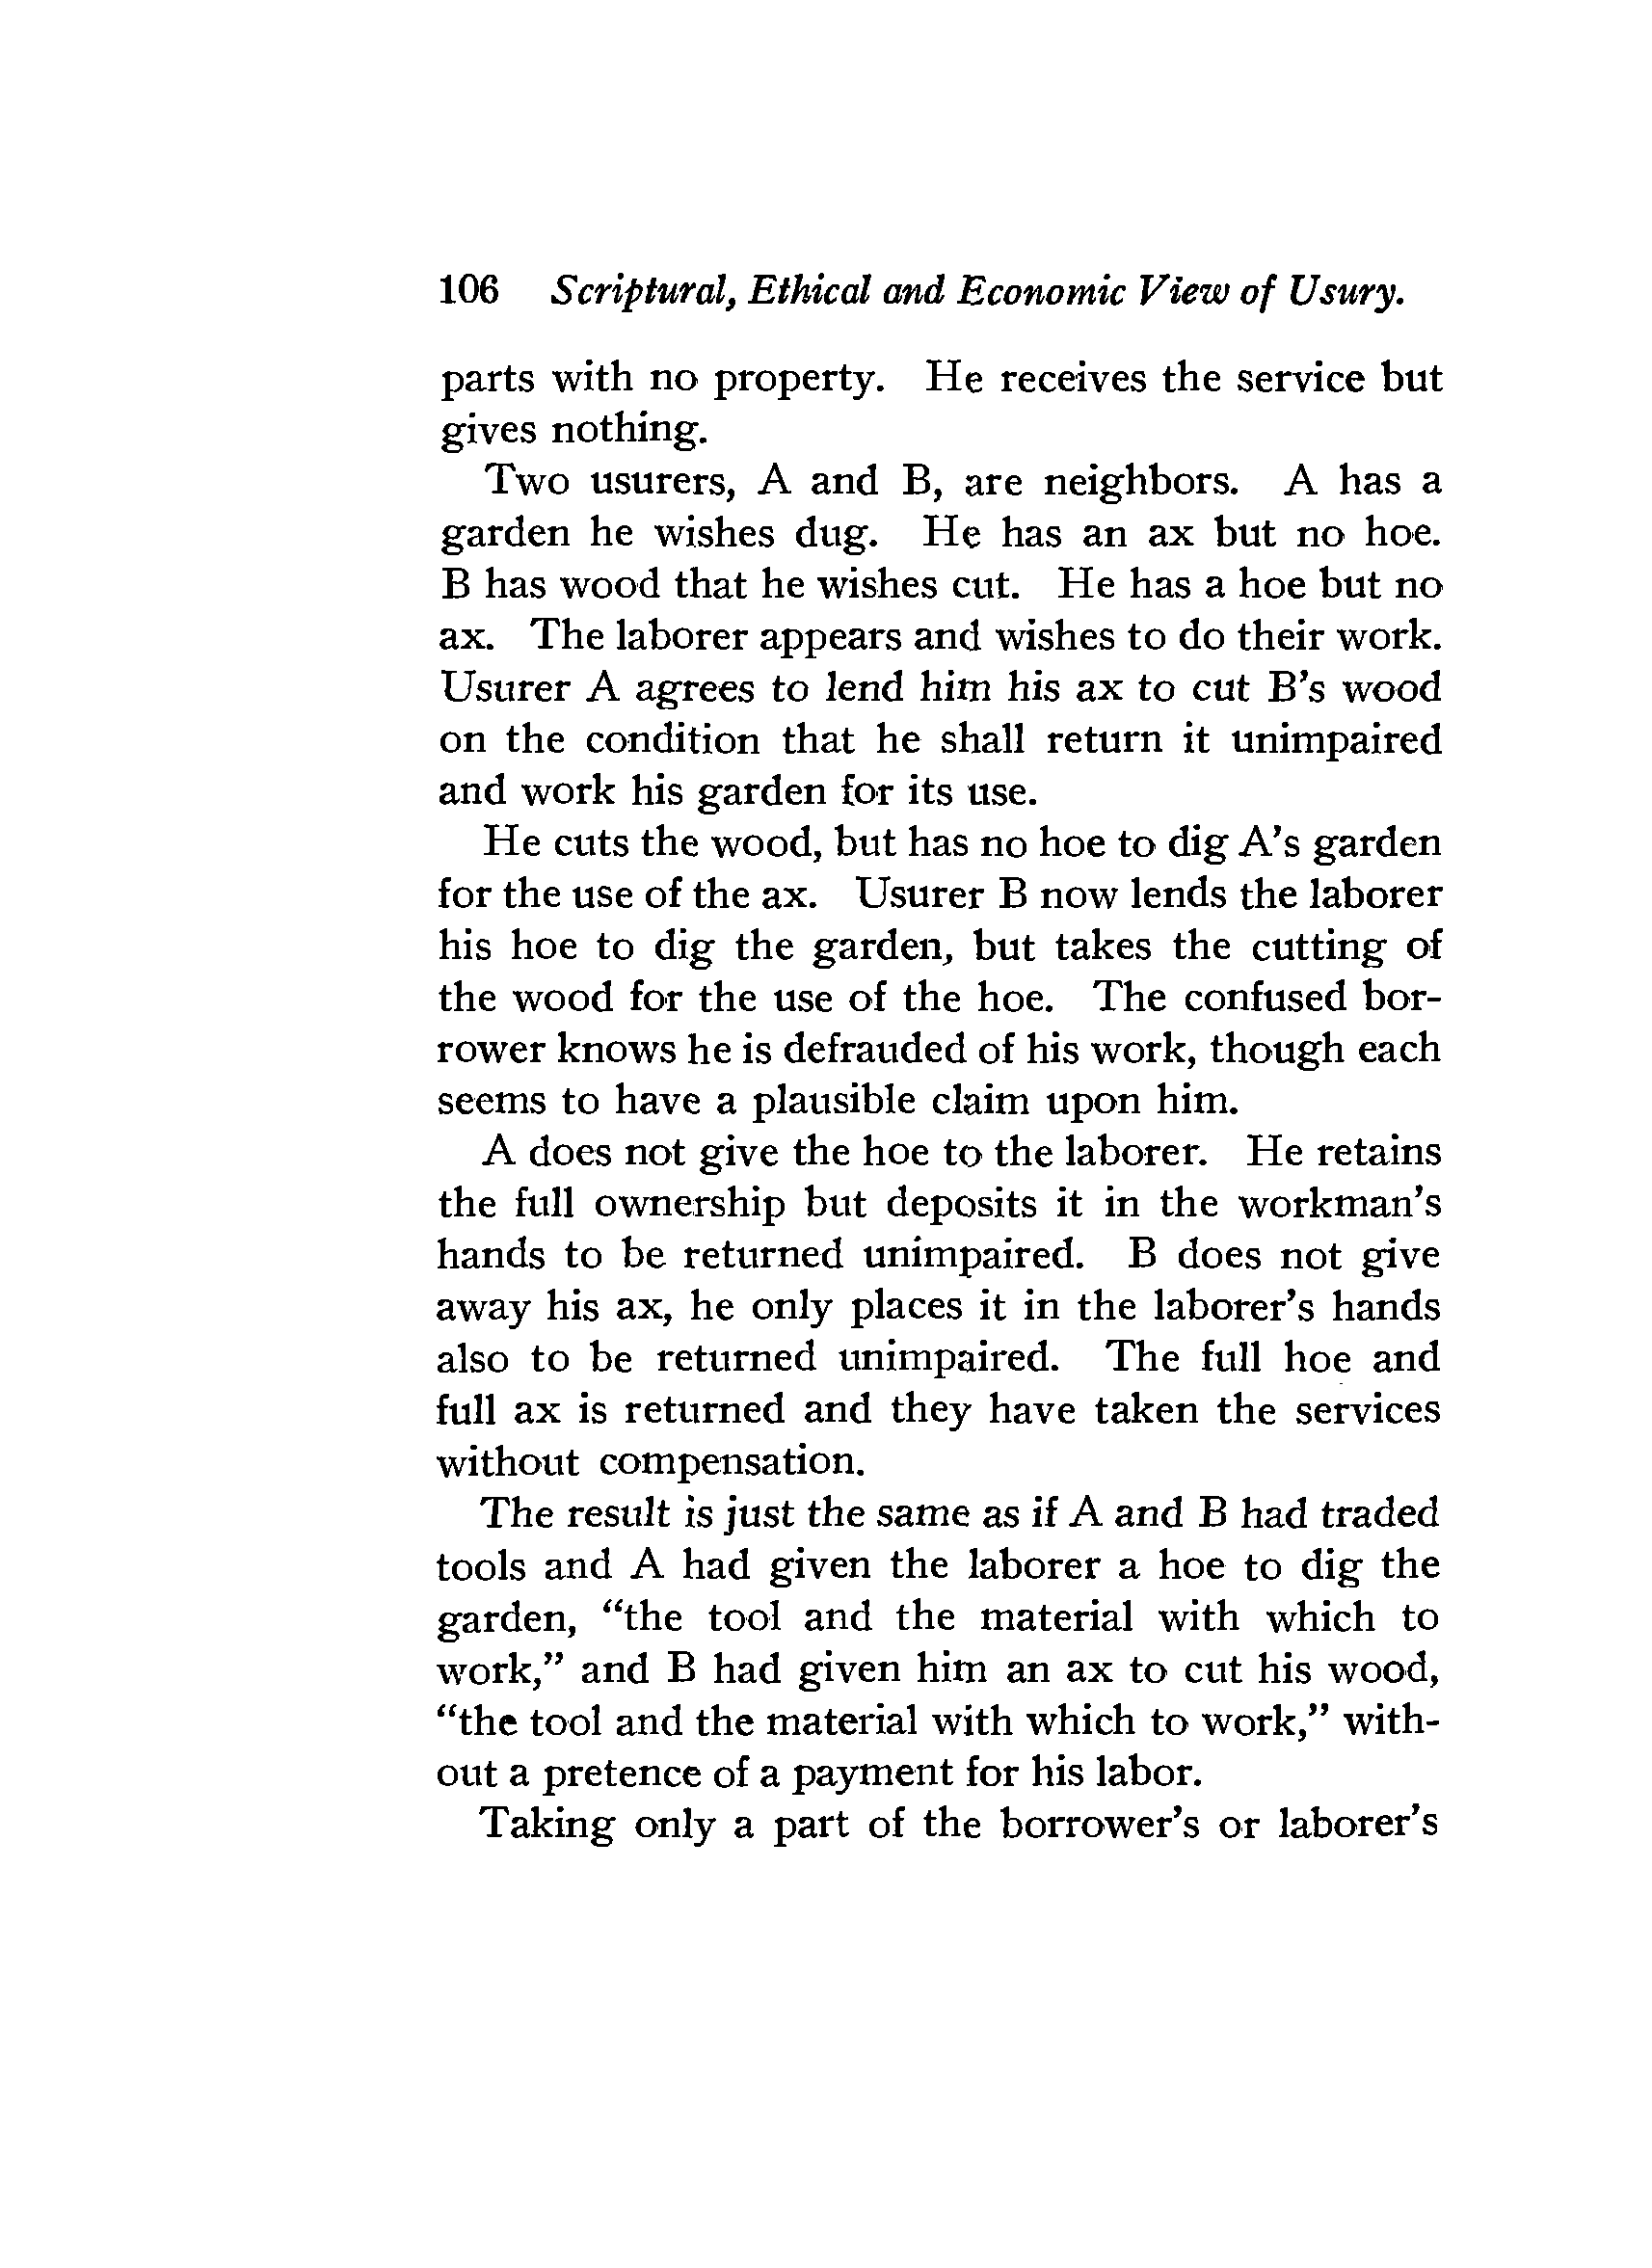 106 Scriptural, Ethical and Economic View of Usury.
parts with no property. He receives the service but
gives nothing.
Two usurers, A and B, are neighbors. A has a
garden he wishes dug. He has an ax but no hoe.
B has wood that he wishes cut. He has a hoe but no
ax. The laborer appears and wishes to do their work.
Usurer A agrees to lend him his ax to cut B's wood
on the condition that he shall return it unimpaired
and work his garden for its use.
He cuts the wood, but has no hoe to dig A's garden
for the use of the ax. Usurer B now lends the laborer
his hoe to dig the garden, but takes the cutting of
the wood for the use of the hoe. The confused bor-
rower knows he is defrauded of his work, though each
seems to have a plausible claim upon him.
A does not give the hoe to the laborer. He retains
the full ownership but deposits it in the workman's
hands to be returned unimpaired. B does not give
away his ax, he only places it in the laborer's hands
also to be returned unimpaired. The full hoe and
full ax is returned and they have taken the services
without compensation.
The result is just the same as if A and B had traded
tools and A had given the laborer a hoe to dig the
garden, "the tool and the material with which to
work," and B had given him an ax to cut his wood,
"the tool and the material with which to work," with-
out a pretence of a payment for his labor.
Taking only a part of the borrower's or laborer's